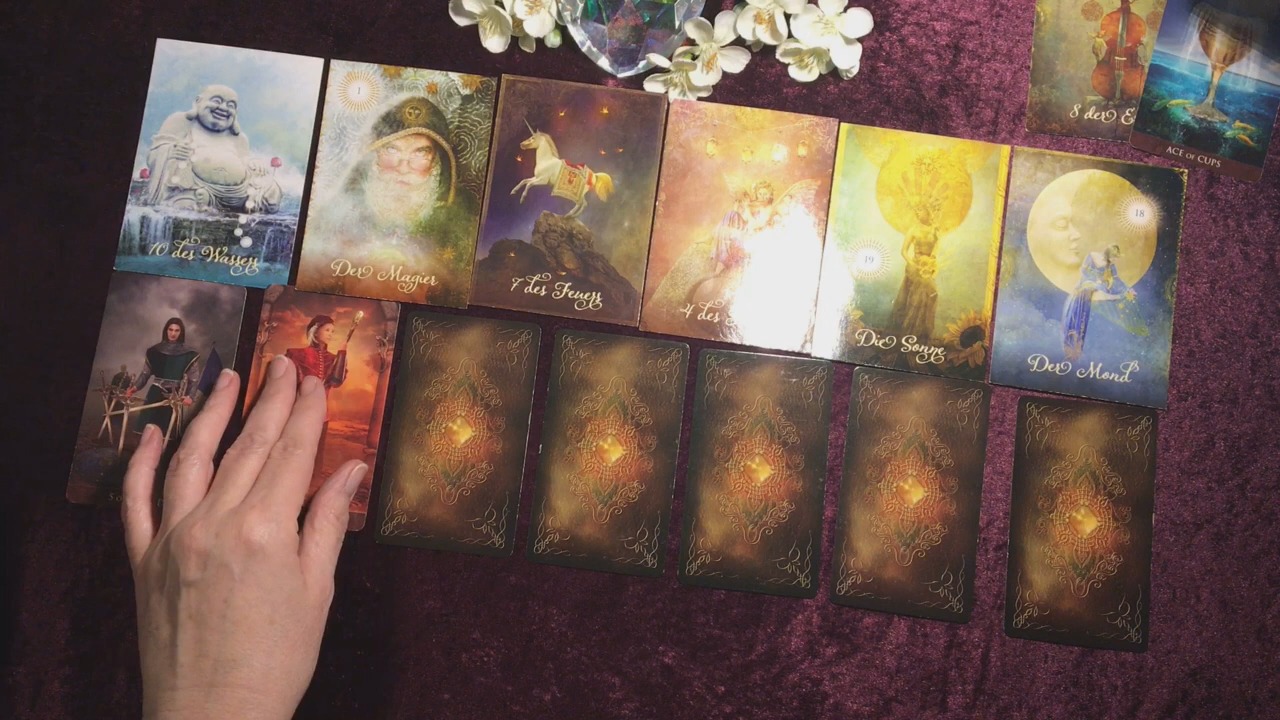 8 der E
ACE OF CUPS
10 des Wassers
1
Der Magier
7 des Feuers
4 des
19
Die Sonne
18
Der Mond